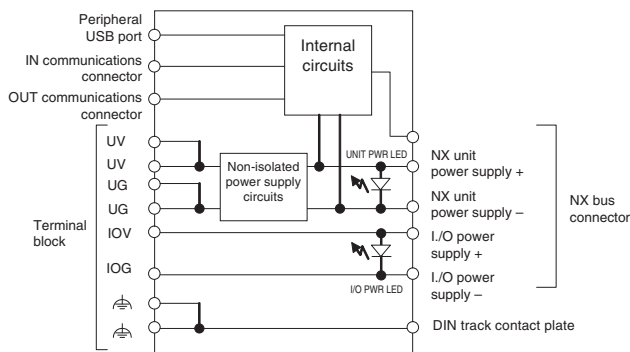 Peripheral
USB port
IN communications
connector
OUT communications
connector
Internal
circuits
UV
UV
UG
UG
IOV
IOG
Terminal
block
Non-isolated
power supply
circuits
UNIT PWR LED
I/O PWR LED
NX unit
power supply +
NX unit
power supply –
I./O power
supply +
I./O power
supply –
DIN track contact plate
NX bus
connector